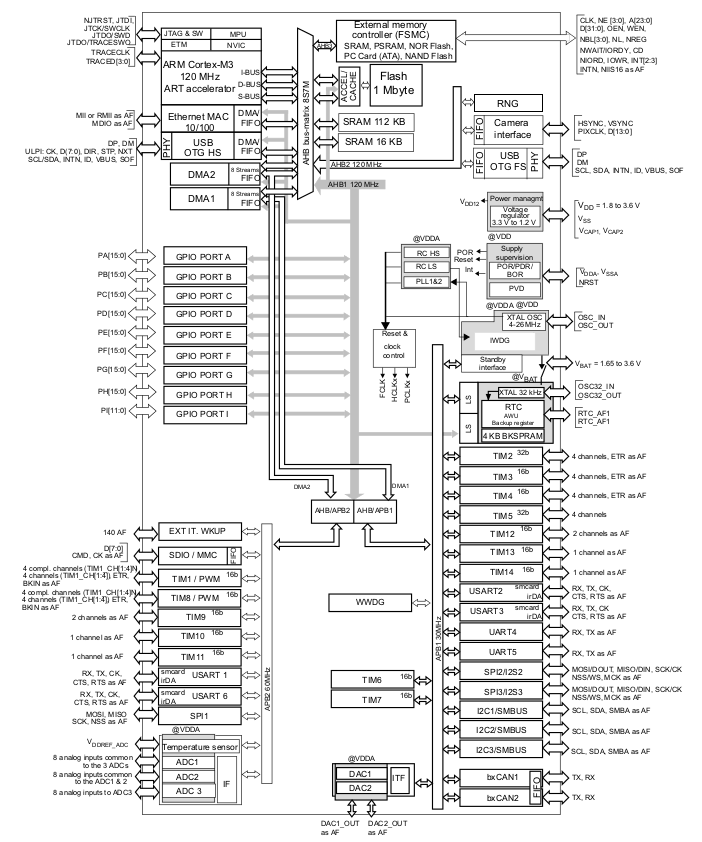 NJTRST, JTDI,
JTCK/SWCLK
JTDO/SWD
JTDO/TRACESWO
TRACECLK
TRACED[3:0]
JTAG & SW
MPU
ETM
NVIC
ARM Cortex-M3
120 MHz
ART accelerator
I-BUS
D-BUS
S-BUS
MII or RMII as AF
MDIO as AF
Ethernet MAC
10/100
DMA/
FIFO
DP, DM
ULPI: CK, D(7:0), DIR, STP, NXT
SCL/SDA, INTN, ID, VBUS, SOF
PHY
USB
OTG HS
DMA/
FIFO
DMA2
8 Streams
FIFO
DMA1
8 Streams
FIFO
AHB bus-matrix 8S7M
External memory
controller (FSMC)
SRAM, PSRAM, NOR Flash,
PC Card (ATA), NAND Flash
AHB3
CLK, NE [3:0], A[23:0]
D[31:0], OEN, WEN,
NBL[3:0], NL, NREG
NWAIT/IORDY, CD
NIORD, IOWR, INT[2:3]
INTN, NIIS16 as AF
ACCEL/
CACHE
Flash
1 Mbyte
SRAM 112 KB
SRAM 16 KB
AHB2 120 MHz
AHB1 120 MHz
RNG
FIFO
Camera
interface
HSYNC, VSYNC
PIXCLK, D[13:0]
FIFO
USB
OTG FS
PHY
DP
DM
SCL, SDA, INTN, ID, VBUS, SOF
VDD12
Power managmt
Voltage
regulator
3.3 V to 1.2 V
VDD = 1.8 to 3.6 V
VSS
VCAP1, VCAP2
@VDD
@VDDA
RC HS
RC LS
PLL1&2
POR
Reset
Int
Supply
supervision
POR/PDR/
BOR
PVD
VDDA, VSSA
NRST
@VDDA @VDD
XTAL OSC
4-26MHz
IWDG
OSC_IN
OSC_OUT
Reset &
clock
control
FCLK
HCLKx
PCLKx
Standby
interface
@VBAT
VBAT = 1.65 to 3.6 V
LS
LS
XTAL 32 kHz
RTC
AWU
Backup register
4 KB BKSPRAM
OSC32_IN
OSC32_OUT
RTC_AF1
RTC_AF1
PA[15:0]
GPIO PORT A
PB[15:0]
GPIO PORT B
PC[15:0]
GPIO PORT C
PD[15:0]
GPIO PORT D
PE[15:0]
GPIO PORT E
PF[15:0]
GPIO PORT F
PG[15:0]
GPIO PORT G
PH[15:0]
GPIO PORT H
PI[11:0]
GPIO PORT I
DMA2
DMA1
AHB/APB2
AHB/APB1
TIM2 32b
4 channels, ETR as AF
TIM3 16b
4 channels, ETR as AF
TIM4 16b
4 channels, ETR as AF
TIM5 32b
4 channels
TIM12 16b
2 channels as AF
TIM13 16b
1 channel as AF
TIM14 16b
1 channel as AF
USART2 smcard
irDA
RX, TX, CK,
CTS, RTS as AF
USART3 smcard
irDA
RX, TX, CK
CTS, RTS as AF
UART4
RX, TX as AF
UART5
RX, TX as AF
SPI2/I2S2
MOSI/DOUT, MISO/DIN, SCK/CK
NSS/WS, MCK as AF
SPI3/I2S3
MOSI/DOUT, MISO/DIN, SCK/CK
NSS/WS, MCK as AF
I2C1/SMBUS
SCL, SDA, SMBA as AF
I2C2/SMBUS
SCL, SDA, SMBA as AF
I2C3/SMBUS
SCL, SDA, SMBA as AF
bxCAN1
TX, RX
bxCAN2
TX, RX
FIFO
APB1 30MHz
WWDG
TIM6 16b
TIM7 16b
@VDDA
DAC1
DAC2
ITF
DAC1_OUT
as AF
DAC2_OUT
as AF
140 AF
EXT IT. WKUP
D[7:0]
CMD, CK as AF
SDIO / MMC
FIFO
4 compl. channels (TIM1_CH[1:4]N
4 channels (TIM1_CH[1:4]), ETR,
BKIN as AF
TIM1 / PWM 16b
4 compl. channels (TIM1_CH[1:4]N
4 channels (TIM1_CH[1:4]), ETR,
BKIN as AF
TIM8 / PWM 16b
2 channels as AF
TIM9 16b
1 channel as AF
TIM10 16b
1 channel as AF
TIM11 16b
RX, TX, CK,
CTS, RTS as AF
smcard
irDA
USART 1
RX, TX, CK,
CTS, RTS as AF
smcard
irDA
USART 6
MOSI, MISO
SCK, NSS as AF
SPI1
APB2 60MHz
@VDDA
VDDREF_ADC
Temperature sensor
8 analog inputs common
to the 3 ADCs
ADC1
8 analog inputs common
to the ADC1 & 2
ADC2
8 analog inputs to ADC3
ADC 3
IF